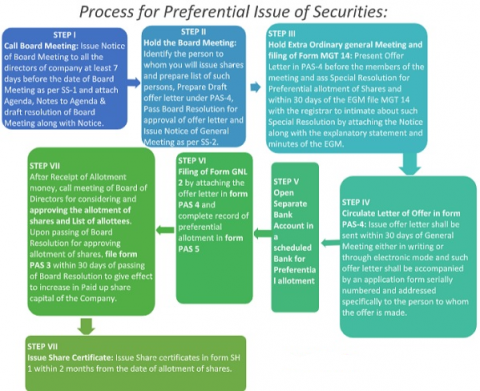 Process for Preferential Issue of Securities:
STEP I
Call Board Meeting: Issue Notice
of Board Meeting to all the
directors of company at least 7
days before the date of Board
Meeting as per SS-1 and attach
Agenda, Notes to Agenda &
draft resolution of Board
Meeting along with Notice.
STEP II
Hold the Board Meeting:
Identify the person to
whom you will issue shares
and prepare list of such
persons, Prepare Draft
offer letter under PAS-4,
Pass Board Resolution for
approval of offer letter and
Issue Notice of General
Meeting as per SS-2.
STEP III
Hold Extra Ordinary general Meeting and
filing of Form MGT 14: Present Offer
Letter in PAS-4 before the members of the
meeting and ass Special Resolution for
Preferential allotment of Shares and
within 30 days of the EGM file MGT 14
with the registrar to intimate about such
Special Resolution by attaching the Notice
along with the explanatory statement and
minutes of the EGM.
STEP IV
Circulate Letter of Offer in form
PAS-4: Issue offer letter shall be
sent within 30 days of General
Meeting either in writing or
through electronic mode and such
offer letter shall be accompanied
by an application form serially
numbered and addressed
specifically to the person to whom
the offer is made.
STEP V
Open
Separate
Bank
Account in
a
scheduled
Bank for
Preferentia
l allotment
STEP VI
Filing of Form GNL
2 by attaching the
offer letter in form
PAS 4 and
complete record of
preferential
allotment in form
PAS 5
STEP VII
After Receipt of Allotment
money, call meeting of Board of
Directors for considering and
approving the allotment of
shares and List of allottees.
Upon passing of Board
Resolution for approving
allotment of shares, file form
PAS 3 within 30 days of passing
of Board Resolution to give effect
to increase in Paid up share
capital of the Company.
STEP VII
Issue Share Certificate: Issue Share certificates in form SH
1 within 2 months from the date of allotment of shares.